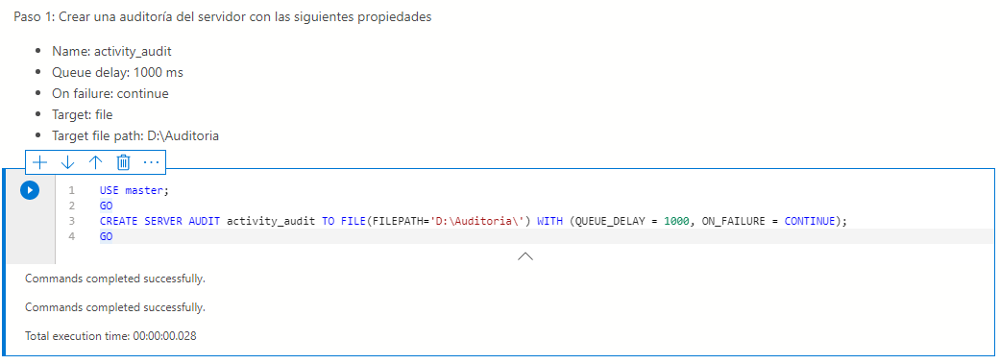 Paso 1: Crear una auditoría del servidor con las siguientes propiedades
Name: activity_audit
Queue delay: 1000 ms
On failure: continue
Target: file
Target file path: D:\Auditoria
1 USE master;
2 GO
3 CREATE SERVER AUDIT activity_audit TO FILE(FILEPATH='D:\Auditoria\') WITH (QUEUE_DELAY = 1000, ON_FAILURE = CONTINUE);
4 GO
Commands completed successfully.
Commands completed successfully.
Total execution time: 00:00:00.028